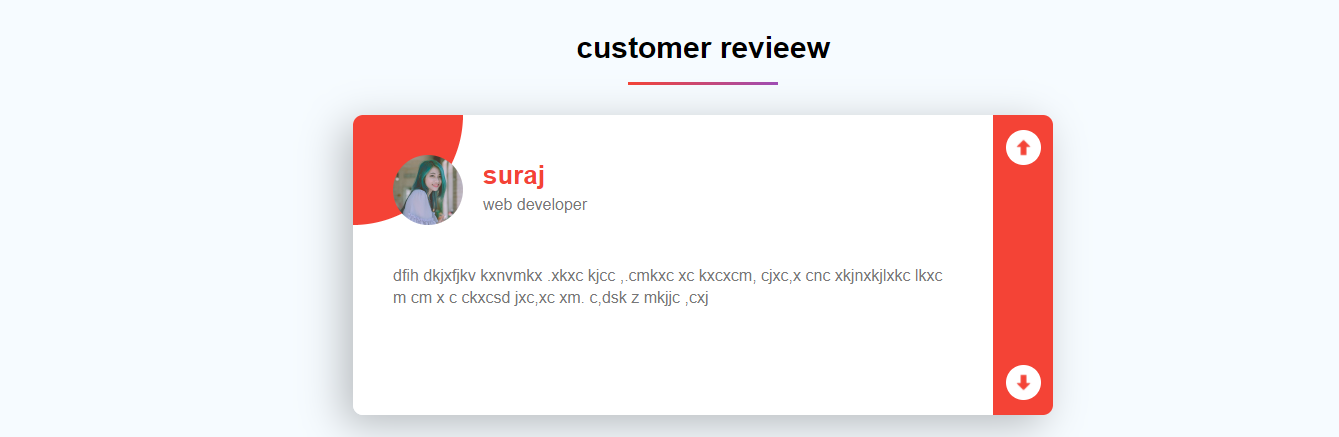 customer revieew
suraj
web developer
dfih dkjxfjkv kxnvmkx .xkxc kjcc ,.cmkxc xc kxcxcm, cjxc,x cnc xkjnxkjlxkc lkxc
m cm x c ckxcsd jxc,xc xm. c,dsk z mkjjc ,cxj